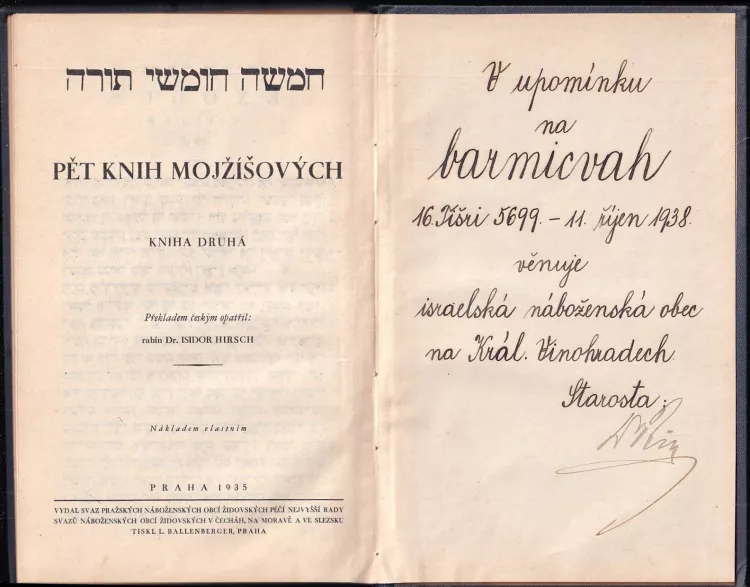 חמשה חומשי תורה
PĚT KNIH MOJŽÍŠOVÝCH
KNIHA DRUHÁ
Překladem českým opatřil:
rabín Dr. ISIDOR HIRSCH
Nákladem vlastním
PRAHA 1935
VYDAL SVAZ PRAŽSKÝCH NÁBOŽENSKÝCH OBCÍ ŽIDOVSKÝCH PÉČÍ NEJVYŠŠÍ RADY
SVAZŮ NÁBOŽENSKÝCH OBCÍ ŽIDOVSKÝCH V ČECHÁCH, NA MORAVĚ A VE SLEZSKU
TISKL L. BALLENBERGER, PRAHA
V upomínku
na
barmicvah
16. Tišri 5699. – 11. říjen 1938.
věnuje
israelská náboženská obec
na Král. Vinohradech.
Starosta: